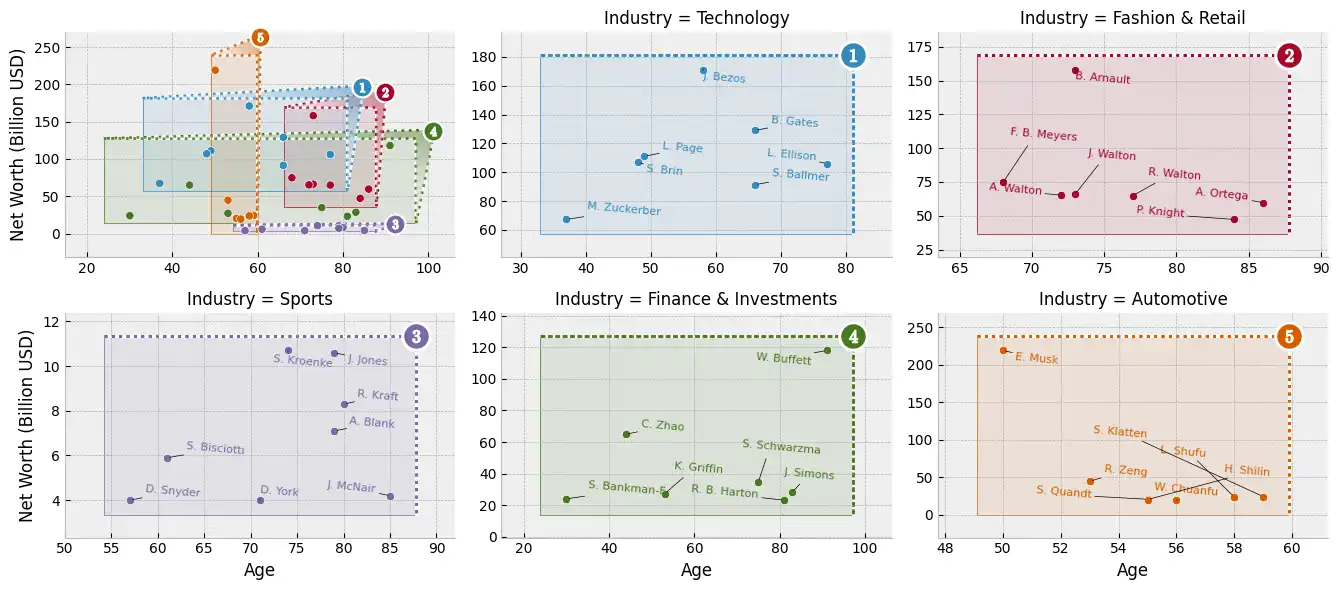 Industry = Technology
Industry = Fashion & Retail
Net Worth (Billion USD)
250
200
150
100
50
0
20
40
60
80
100
5
1
2
4
3
180
160
140
120
100
80
60
30
40
50
60
70
80
1
J. Bezos
B. Gates
L. Page
L. Ellison
S. Brin
S. Ballmer
M. Zuckerber
175
150
125
100
75
50
25
65
70
75
80
85
90
2
B. Arnault
F. B. Meyers
J. Walton
R. Walton
A. Walton
A. Ortega
P. Knight
Industry = Sports
Industry = Finance & Investments
Industry = Automotive
Net Worth (Billion USD)
12
10
8
6
4
50
55
60
65
70
75
80
85
90
Age
3
S. Kroenke
J. Jones
R. Kraft
A. Blank
S. Bisciotti
D. Snyder
D. York
J. McNair
140
120
100
80
60
40
20
0
20
40
60
80
100
Age
4
W. Buffett
C. Zhao
S. Schwarzma
K. Griffin
J. Simons
S. Bankman-F
R. B. Harton
250
200
150
100
50
0
48
50
52
54
56
58
60
Age
5
E. Musk
S. Klatten
L. Shufu
R. Zeng
H. Shilin
S. Quandt
W. Chuanfu